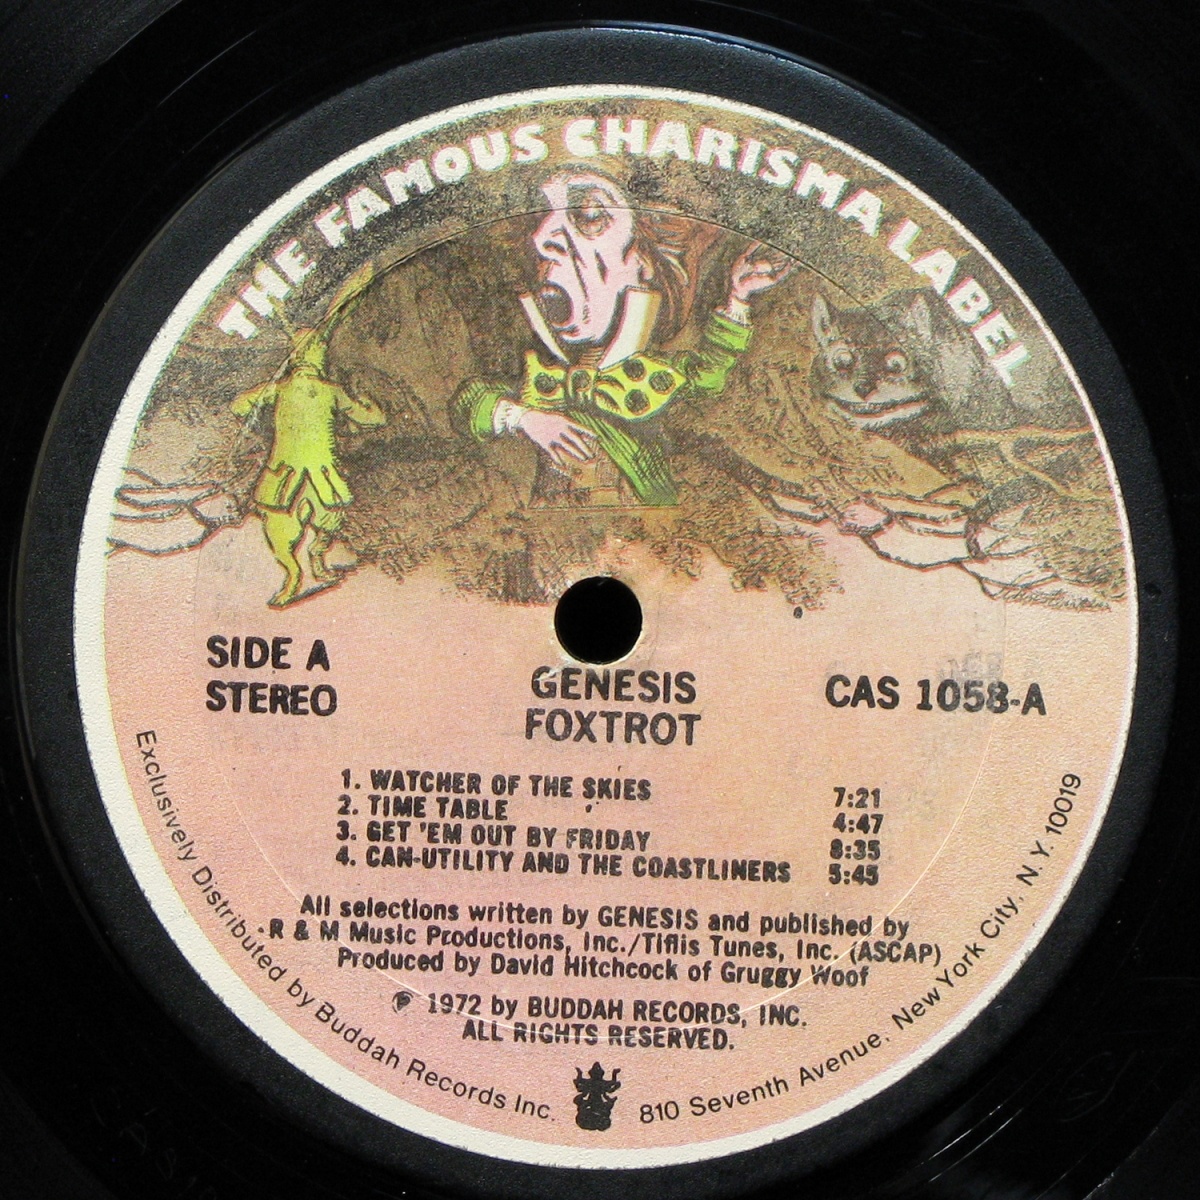 THE FAMOUS CHARISMA LABEL
SIDE A
STEREO
GENESIS
FOXTROT
CAS 1058-A
1. WATCHER OF THE SKIES 7:21
2. TIME TABLE 4:47
3. GET 'EM OUT BY FRIDAY 8:35
4. CAN-UTILITY AND THE COASTLINERS 5:45
All selections written by GENESIS and published by
R & M Music Productions, Inc./Tiflis Tunes, Inc. (ASCAP)
Produced by David Hitchcock of Gruggy Woof
℗ 1972 by BUDDAH RECORDS, INC.
ALL RIGHTS RESERVED.
Exclusively Distributed by Buddah Records Inc. 810 Seventh Avenue, New York City, N.Y. 10019